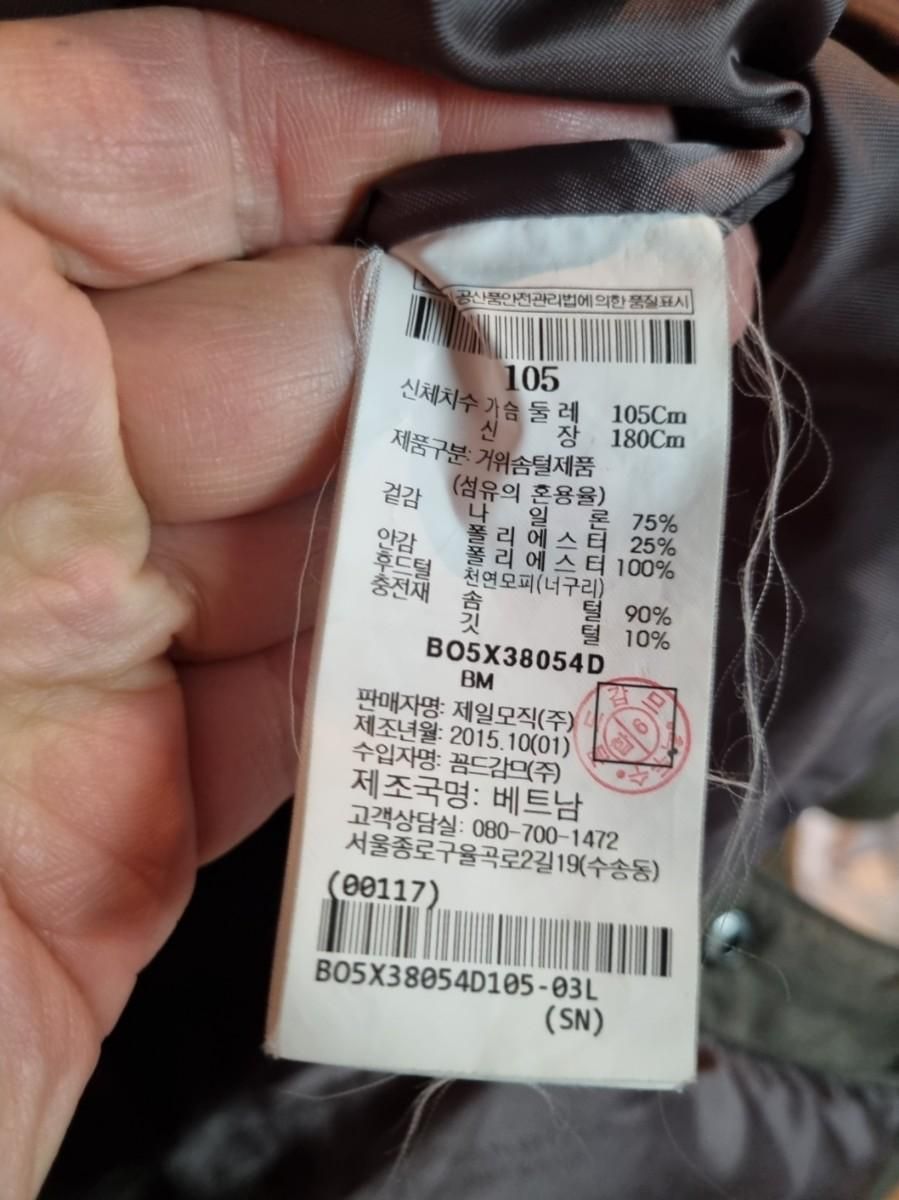 공산품안전관리법에 의한 품질표시
105
신체치수 가슴둘레 105Cm
신장 180Cm
제품구분: 거위솜털제품
(섬유의 혼용율)
겉감 나일론 75%
폴리에스터 25%
안감 폴리에스터 100%
후드털 천연모피(너구리)
충전재 솜털 90%
깃털 10%
BO5X38054D
BM
판매자명: 제일모직(주)
제조년월: 2015.10(01)
수입자명: 꼼드감므(주)
제조국명: 베트남
고객상담실: 080-700-1472
서울종로구율곡로2길19(수송동)
(00117)
BO5X38054D105-03L
(SN)